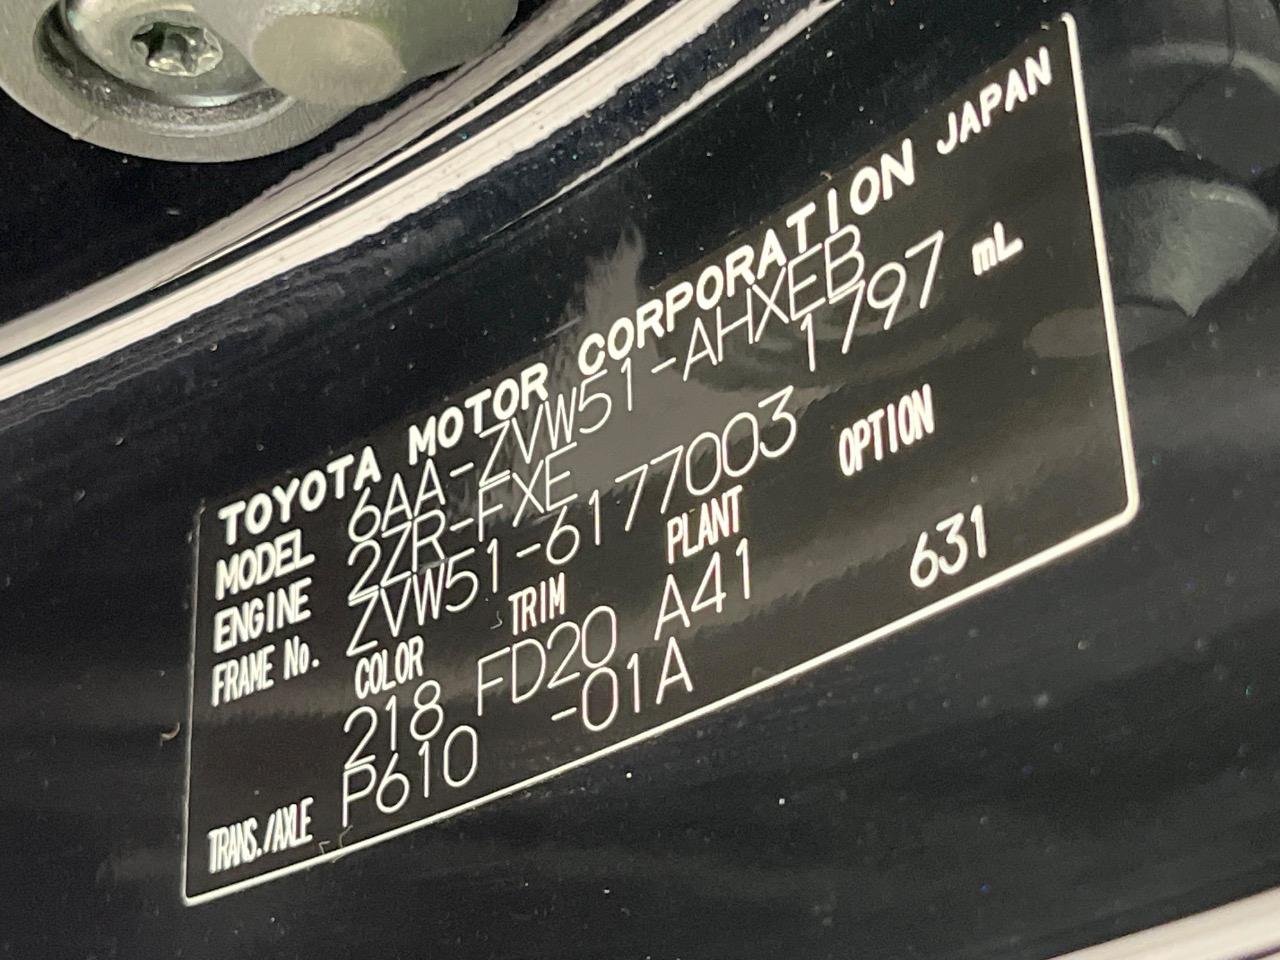 TOYOTA MOTOR CORPORATION JAPAN
MODEL 6AA-ZVW51-AHXEB
ENGINE 2ZR-FXE 1797 mL
FRAME No. ZVW51-6177003
COLOR TRIM PLANT OPTION
218 FD20 A41 631
TRANS./AXLE P610 -01A